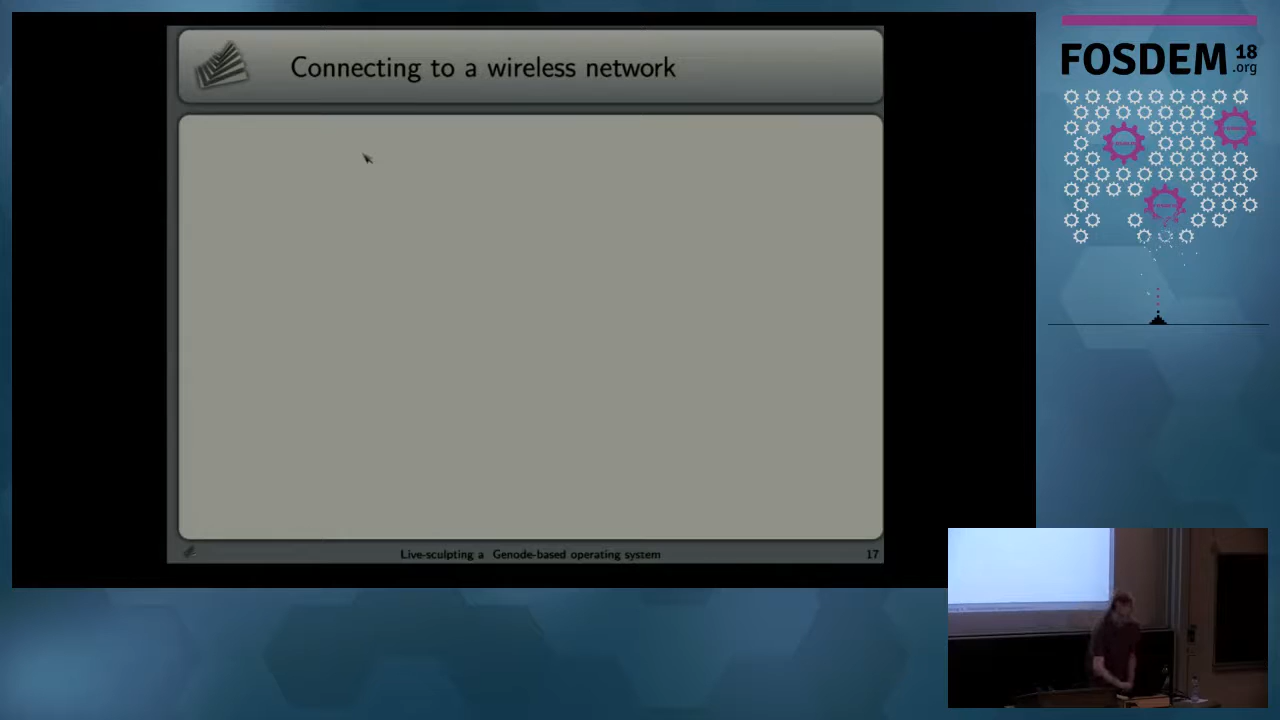 Connecting to a wireless network
Live-sculpting a Genode-based operating system
17
FOSDEM 18
.org